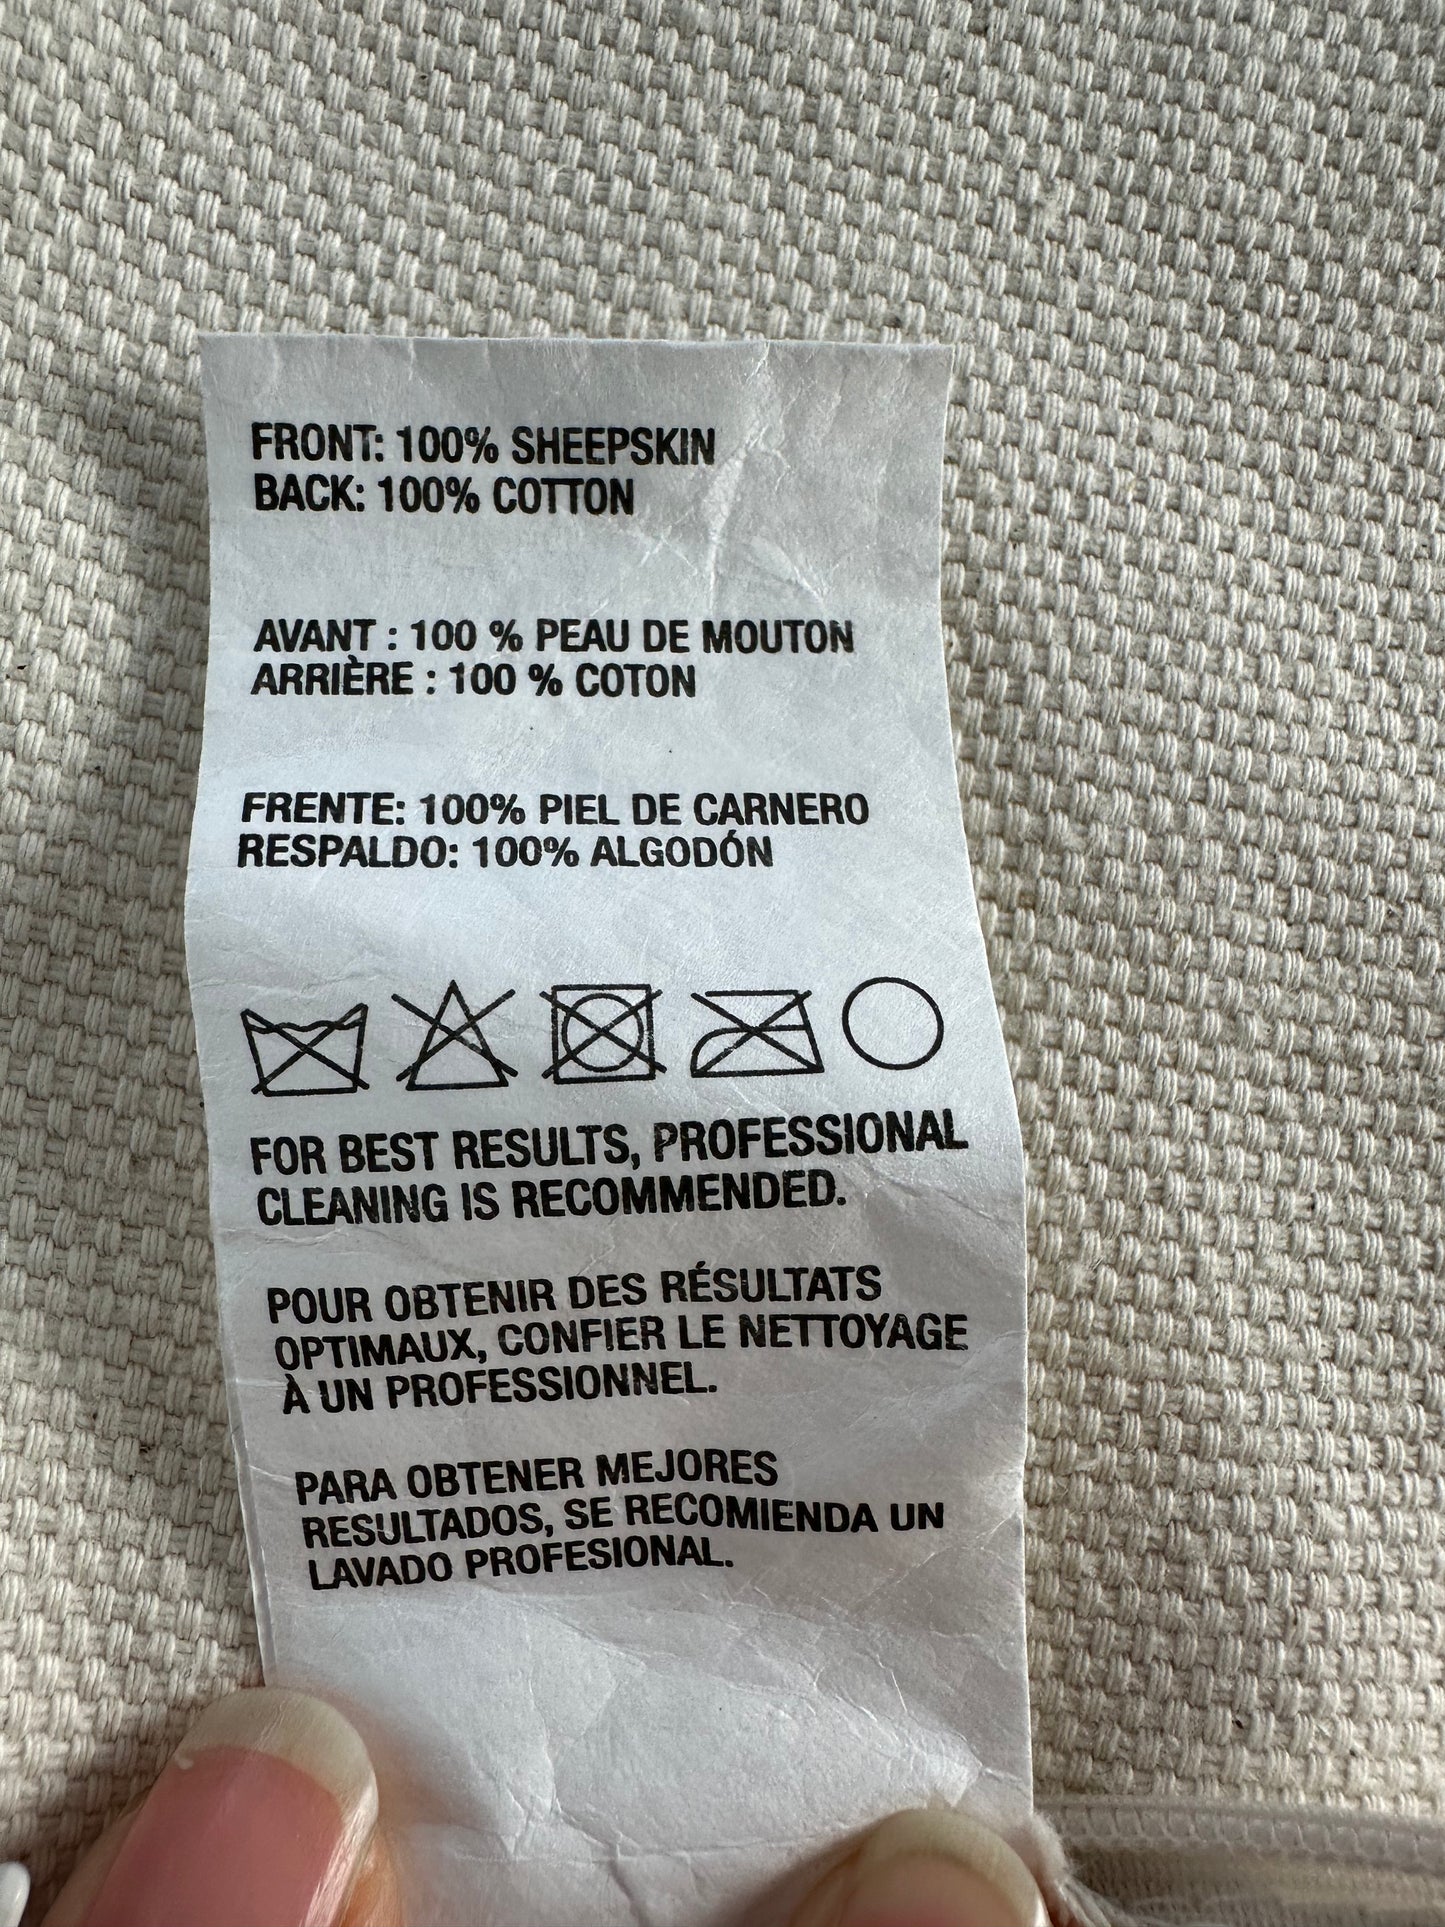 FRONT: 100% SHEEPSKIN
BACK: 100% COTTON
AVANT : 100 % PEAU DE MOUTON
ARRIÈRE : 100 % COTON
FRENTE: 100% PIEL DE CARNERO
RESPALDO: 100% ALGODÓN
FOR BEST RESULTS, PROFESSIONAL
CLEANING IS RECOMMENDED.
POUR OBTENIR DES RÉSULTATS
OPTIMAUX, CONFIER LE NETTOYAGE
À UN PROFESSIONNEL.
PARA OBTENER MEJORES
RESULTADOS, SE RECOMIENDA UN
LAVADO PROFESIONAL.